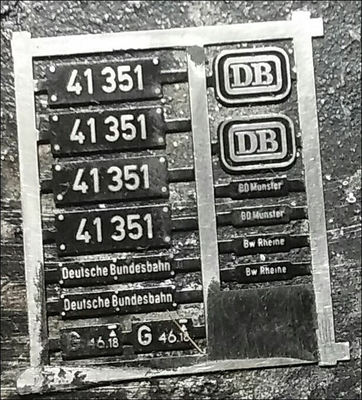 41 351
41 351
41 351
41 351
Deutsche Bundesbahn
Deutsche Bundesbahn
G 46.18 G 46.18
DB
DB
BD Münster
BD Münster
Bw Rheine
Bw Rheine